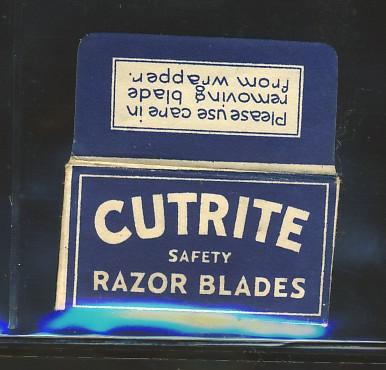 Please use care in
removing blade
from wrapper.
CUTRITE
SAFETY
RAZOR BLADES